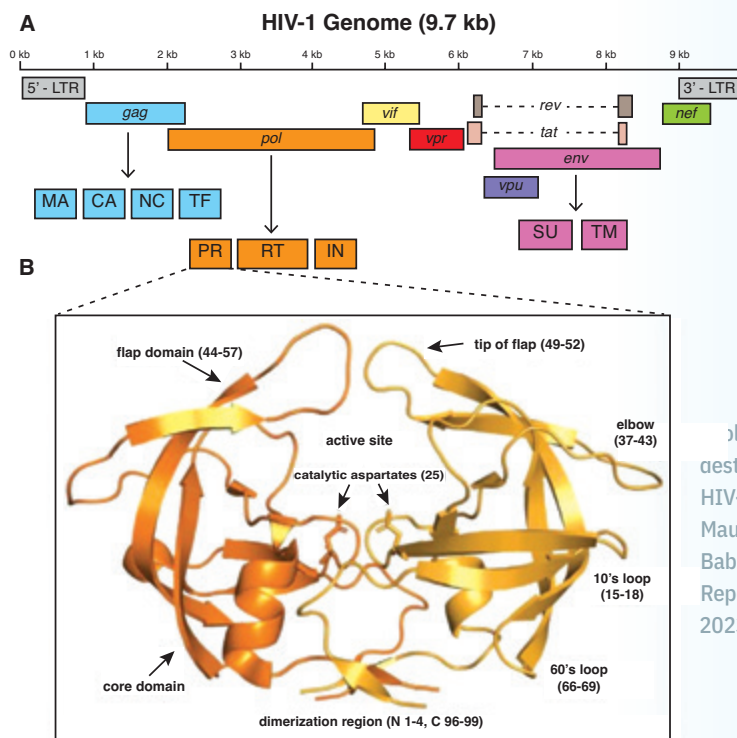 A
HIV-1 Genome (9.7 kb)
0 kb 1 kb 2 kb 3 kb 4 kb 5 kb 6 kb 7 kb 8 kb 9 kb
5' - LTR 3' - LTR
gag vif rev nef
pol vpr tat
env
vpu
MA CA NC TF
SU TM
PR RT IN
B
flap domain (44-57)
tip of flap (49-52)
elbow
(37-43)
active site
catalytic aspartates (25)
10's loop
(15-18)
60's loop
(66-69)
core domain
dimerization region (N 1-4, C 96-99)
dest
HIV-
Mau
Bab
Rep
202